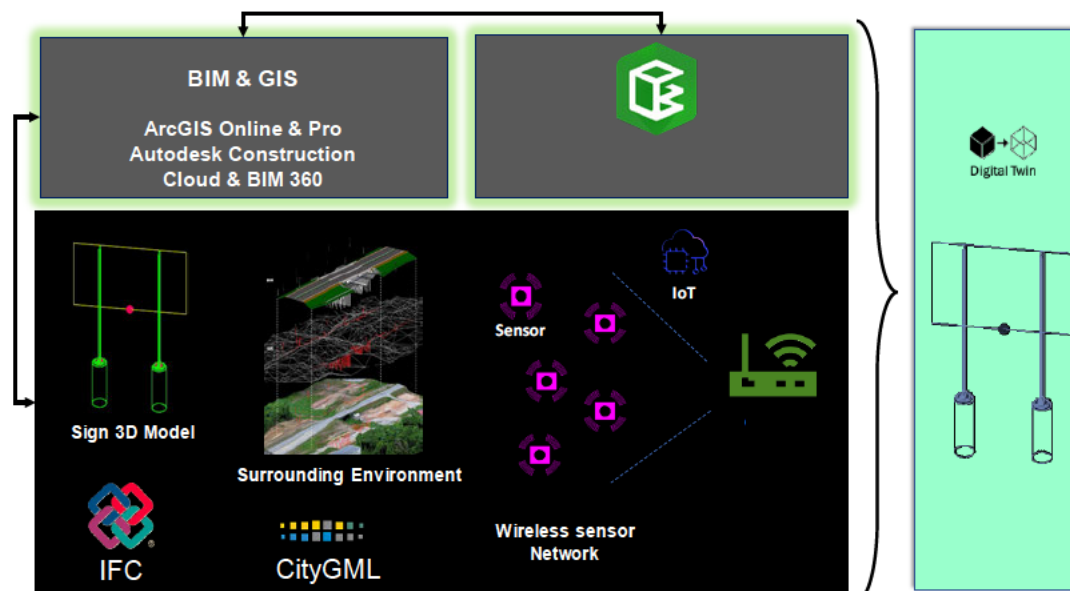 BIM & GIS
ArcGIS Online & Pro
Autodesk Construction
Cloud & BIM 360
Digital Twin
IoT
Sensor
Sign 3D Model
Surrounding Environment
Wireless sensor
Network
IFC
CityGML